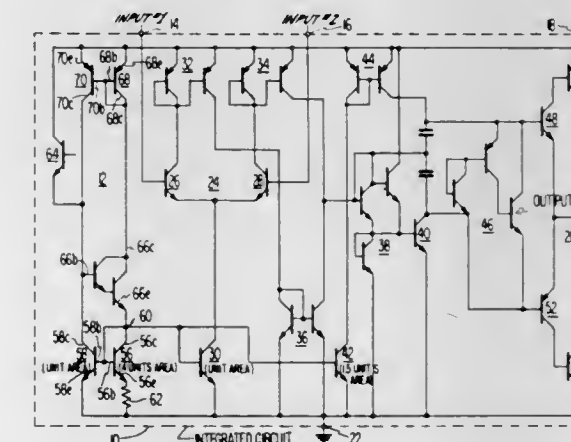 INPUT #1
14
INPUT #2
16
18
70e
68b
68e
32
34
44
70
68
70c
70b
68c
48
64
12
26
24
28
46
OUTPUT
66c
66b
38
40
66e
60
58c
58b
56c
36
52
56
30
42
(UNIT AREA)
(4 UNITS AREA)
(UNIT AREA)
(1.5 UNITS AREA)
58e
56b
56e
62
10
INTEGRATED CIRCUIT
22